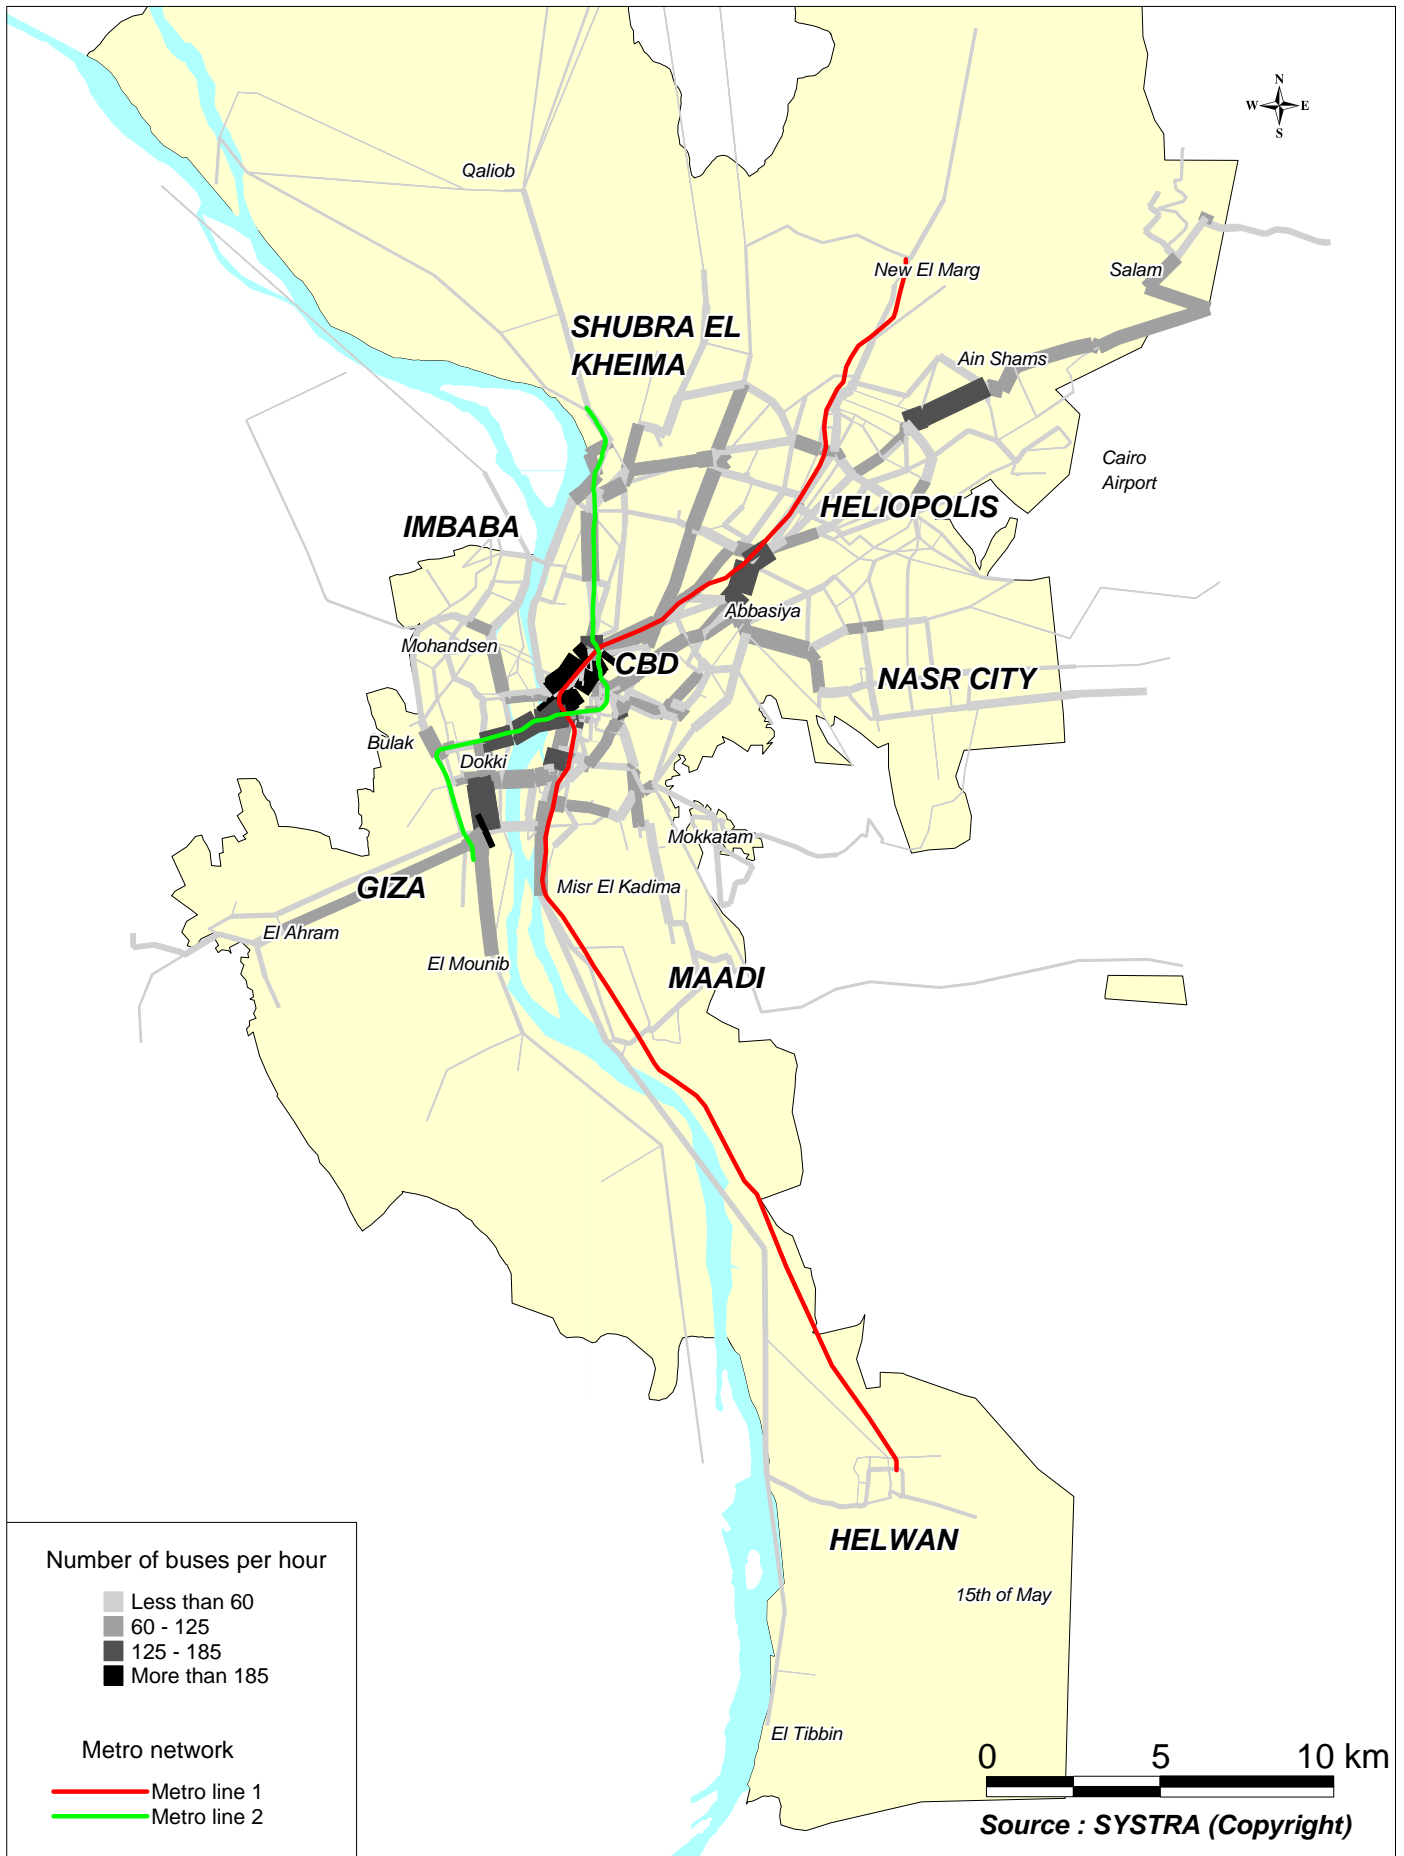 N
W E
S
Qaliob
New El Marg
Salam
SHUBRA EL
KHEIMA
Ain Shams
Cairo
Airport
HELIOPOLIS
IMBABA
Abbasiya
Mohandsen
CBD
NASR CITY
Bulak
Dokki
Mokkatam
GIZA
Misr El Kadima
El Ahram
El Mounib
MAADI
HELWAN
15th of May
El Tibbin
Number of buses per hour
Less than 60
60 - 125
125 - 185
More than 185
Metro network
Metro line 1
Metro line 2
0 5 10 km
Source : SYSTRA (Copyright)